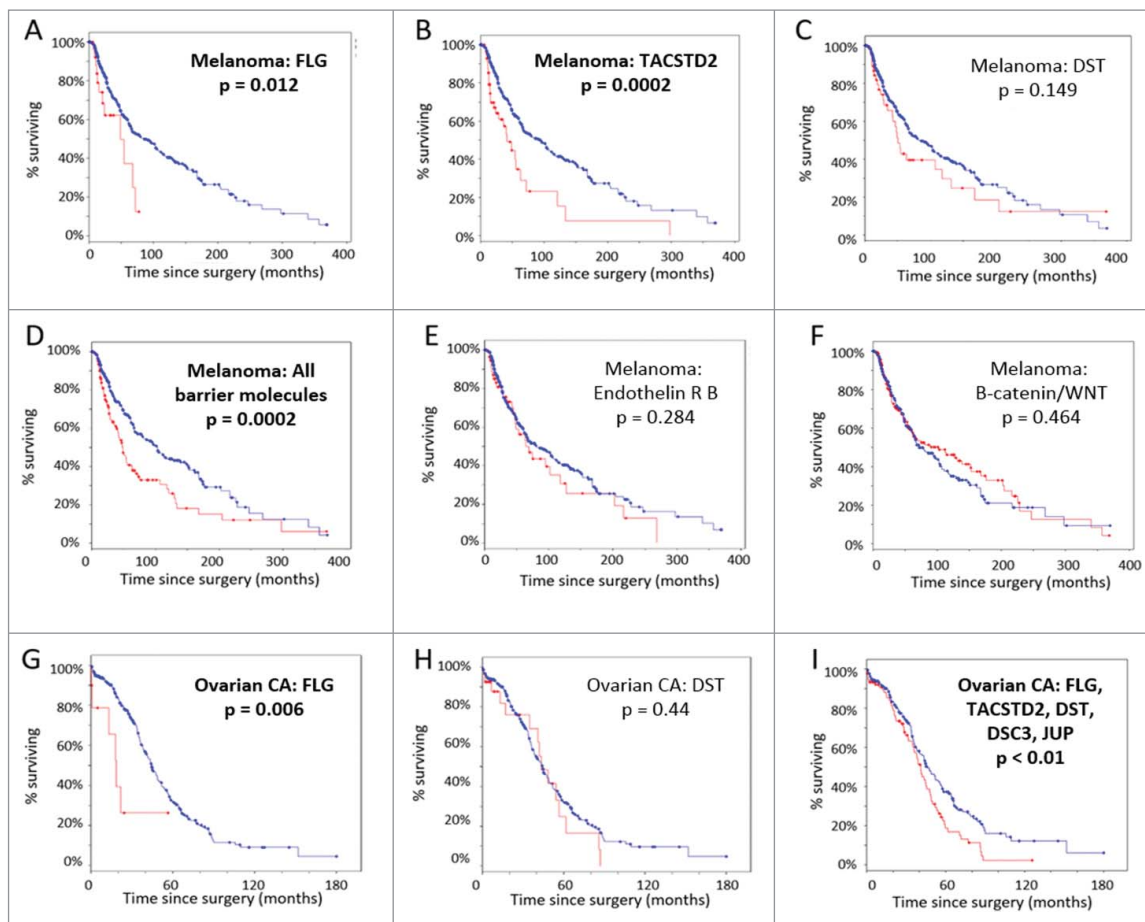 A
Melanoma: FLG
p = 0.012
% surviving
100%
80%
60%
40%
20%
0%
0 100 200 300 400
Time since surgery (months)
B
Melanoma: TACSTD2
p = 0.0002
% surviving
100%
80%
60%
40%
20%
0%
0 100 200 300 400
Time since surgery (months)
C
Melanoma: DST
p = 0.149
% surviving
100%
80%
60%
40%
20%
0%
0 100 200 300 400
Time since surgery (months)
D
Melanoma: All
barrier molecules
p = 0.0002
% surviving
100%
80%
60%
40%
20%
0%
0 100 200 300 400
Time since surgery (months)
E
Melanoma:
Endothelin R B
p = 0.284
% surviving
100%
80%
60%
40%
20%
0%
0 100 200 300 400
Time since surgery (months)
F
Melanoma:
B-catenin/WNT
p = 0.464
% surviving
100%
80%
60%
40%
20%
0%
0 100 200 300 400
Time since surgery (months)
G
Ovarian CA: FLG
p = 0.006
% surviving
100%
80%
60%
40%
20%
0%
0 60 120 180
Time since surgery (months)
H
Ovarian CA: DST
p = 0.44
% surviving
100%
80%
60%
40%
20%
0%
0 60 120 180
Time since surgery (months)
I
Ovarian CA: FLG,
TACSTD2, DST,
DSC3, JUP
p < 0.01
% surviving
100%
80%
60%
40%
20%
0%
0 60 120 180
Time since surgery (months)